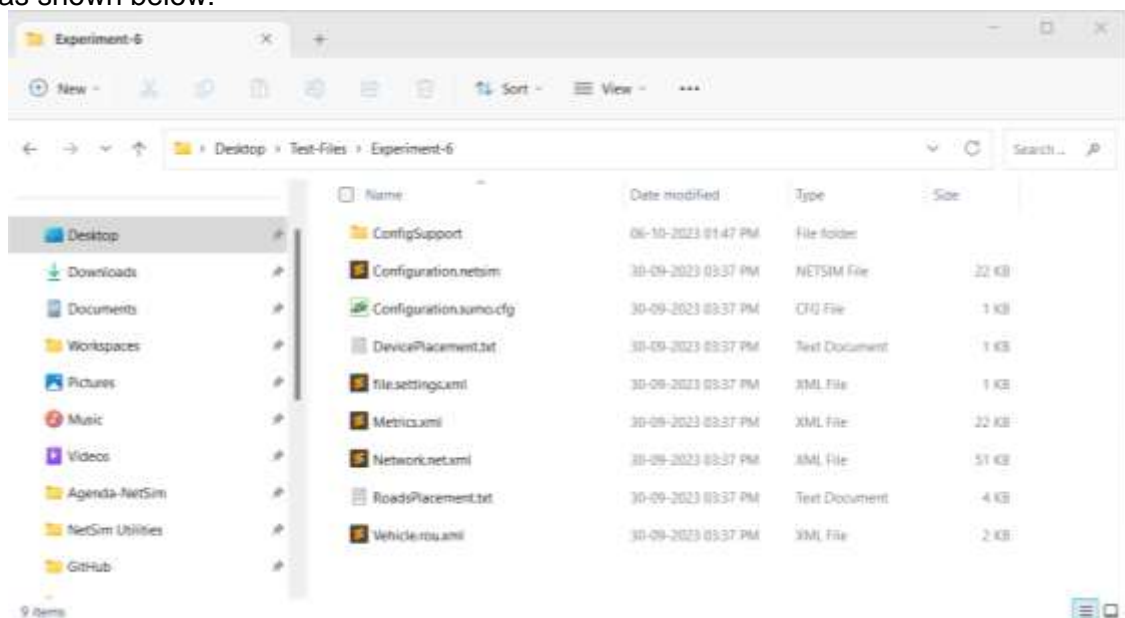 as shown below.
Experiment-6
New
Sort
View
Desktop > Test-Files > Experiment-6
Search...
Name Date modified Type Size
Desktop
Downloads
Documents
Workspaces
Pictures
Music
Videos
Agenda-NetSim
NetSim Utilities
GitHub
ConfigSupport 06-10-2023 01:47 PM File folder
Configuration.netsim 30-09-2023 03:37 PM NETSIM File 22 KB
Configuration.sumo.cfg 30-09-2023 03:37 PM CFG File 1 KB
DevicePlacement.txt 30-09-2023 03:37 PM Text Document 1 KB
file.settings.xml 30-09-2023 03:37 PM XML File 1 KB
Metrics.xml 30-09-2023 03:37 PM XML File 22 KB
Network.net.xml 30-09-2023 03:37 PM XML File 51 KB
RoadsPlacement.txt 30-09-2023 03:37 PM Text Document 4 KB
Vehicle.rou.xml 30-09-2023 03:37 PM XML File 2 KB
9 items